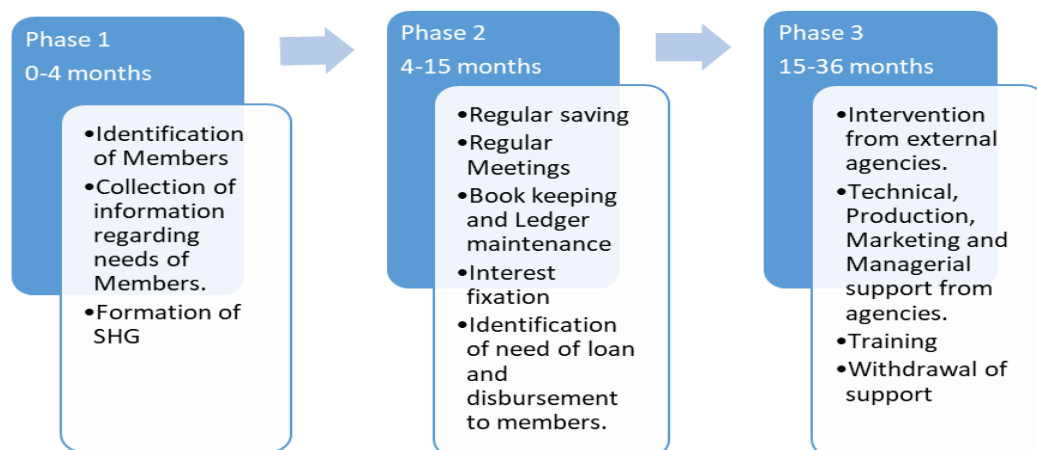 Phase 1
0-4 months
•Identification
of Members
•Collection of
information
regarding
needs of
Members.
•Formation of
SHG
Phase 2
4-15 months
•Regular saving
•Regular
Meetings
•Book keeping
and Ledger
maintenance
•Interest
fixation
•Identification
of need of loan
and
disbursement
to members.
Phase 3
15-36 months
•Intervention
from external
agencies.
•Technical,
Production,
Marketing and
Managerial
support from
agencies.
•Training
•Withdrawal of
support